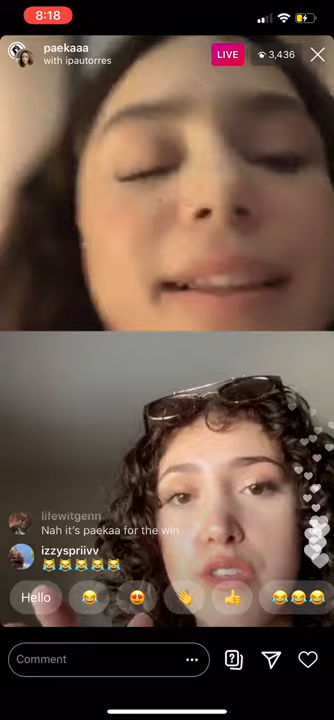 8:18
paekaaa
with ipautorres
LIVE
3,436
lifewitgenn
Nah it's paekaa for the win
izzyspriivv
😹😹😹😹😹
Hello
😂
😍
👏
👍
😂😂😂
Comment